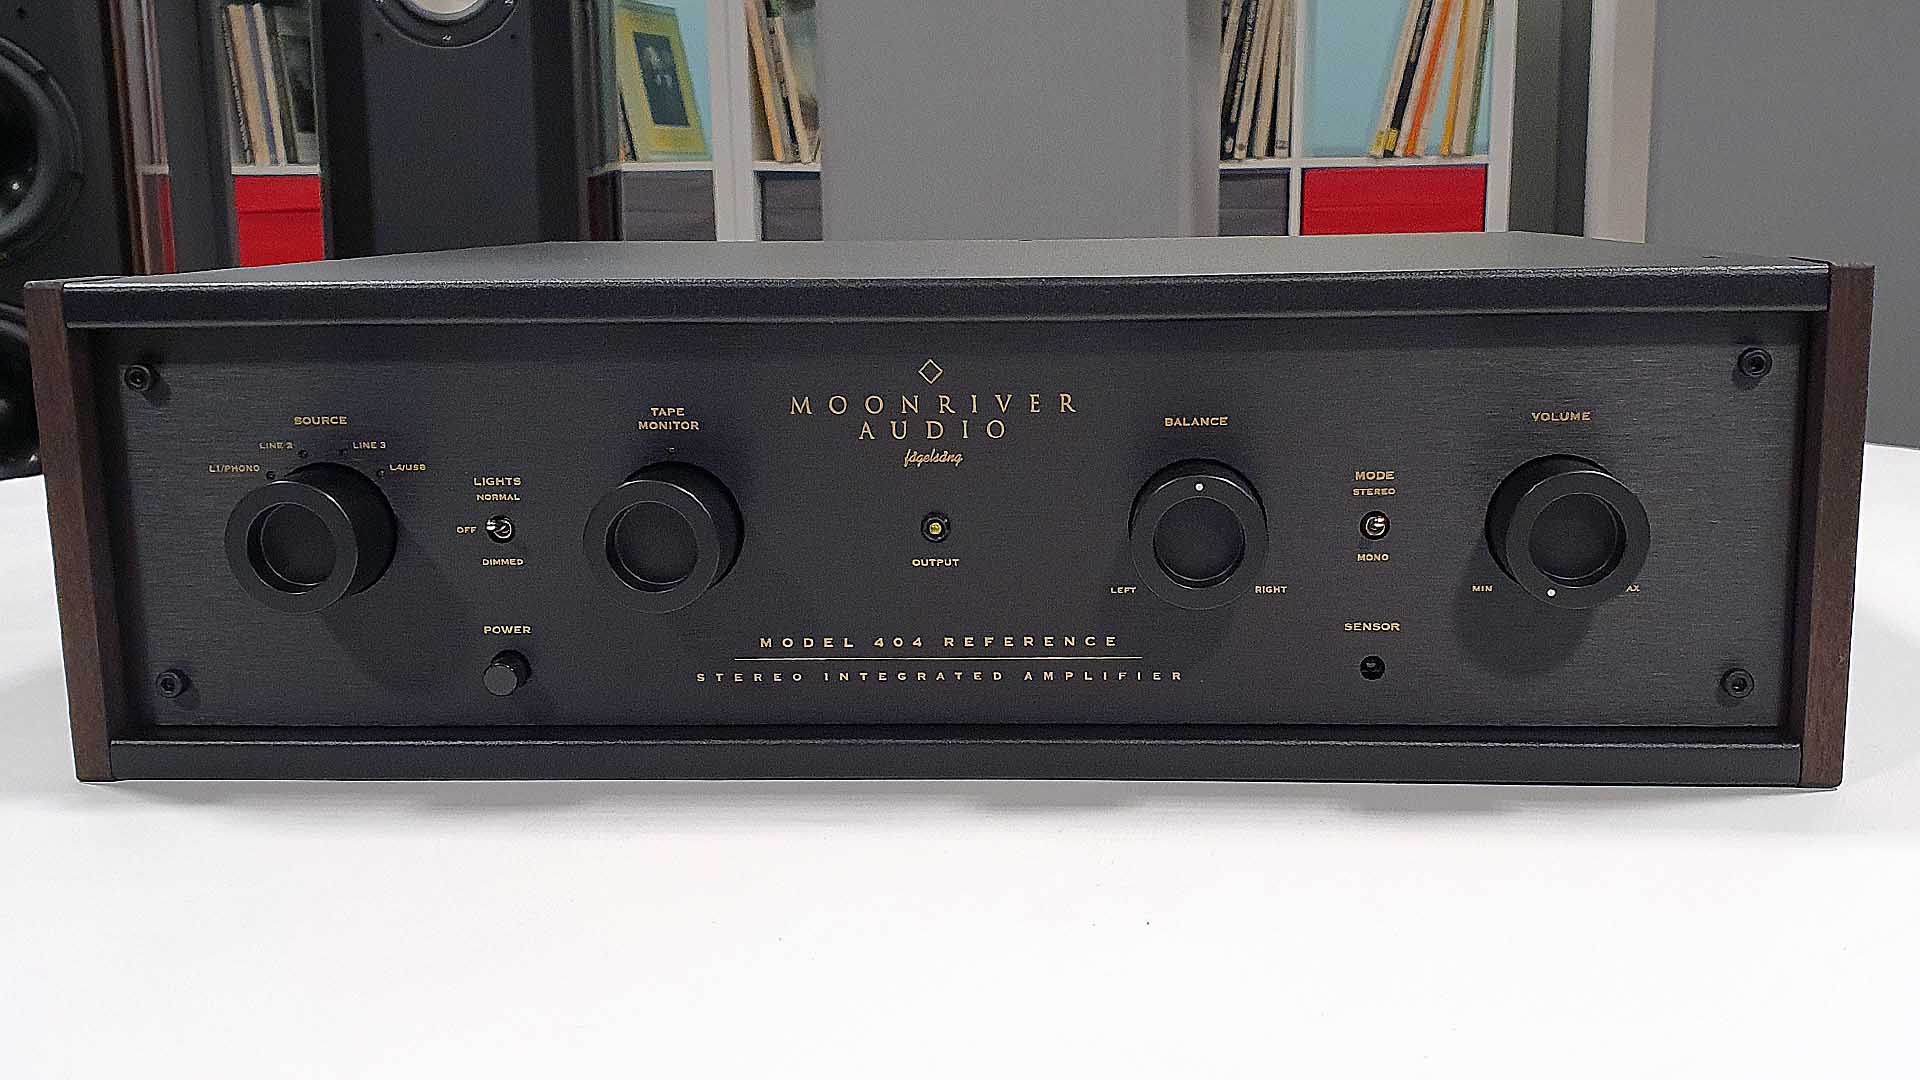 MOONRIVER
AUDIO
fågelsång
SOURCE
LINE 2
LINE 3
L1/PHONO
L4/USB
LIGHTS
NORMAL
OFF
DIMMED
POWER
TAPE
MONITOR
OUTPUT
BALANCE
LEFT
RIGHT
MODE
STEREO
MONO
SENSOR
VOLUME
MIN
AX
MODEL 404 REFERENCE
STEREO INTEGRATED AMPLIFIER